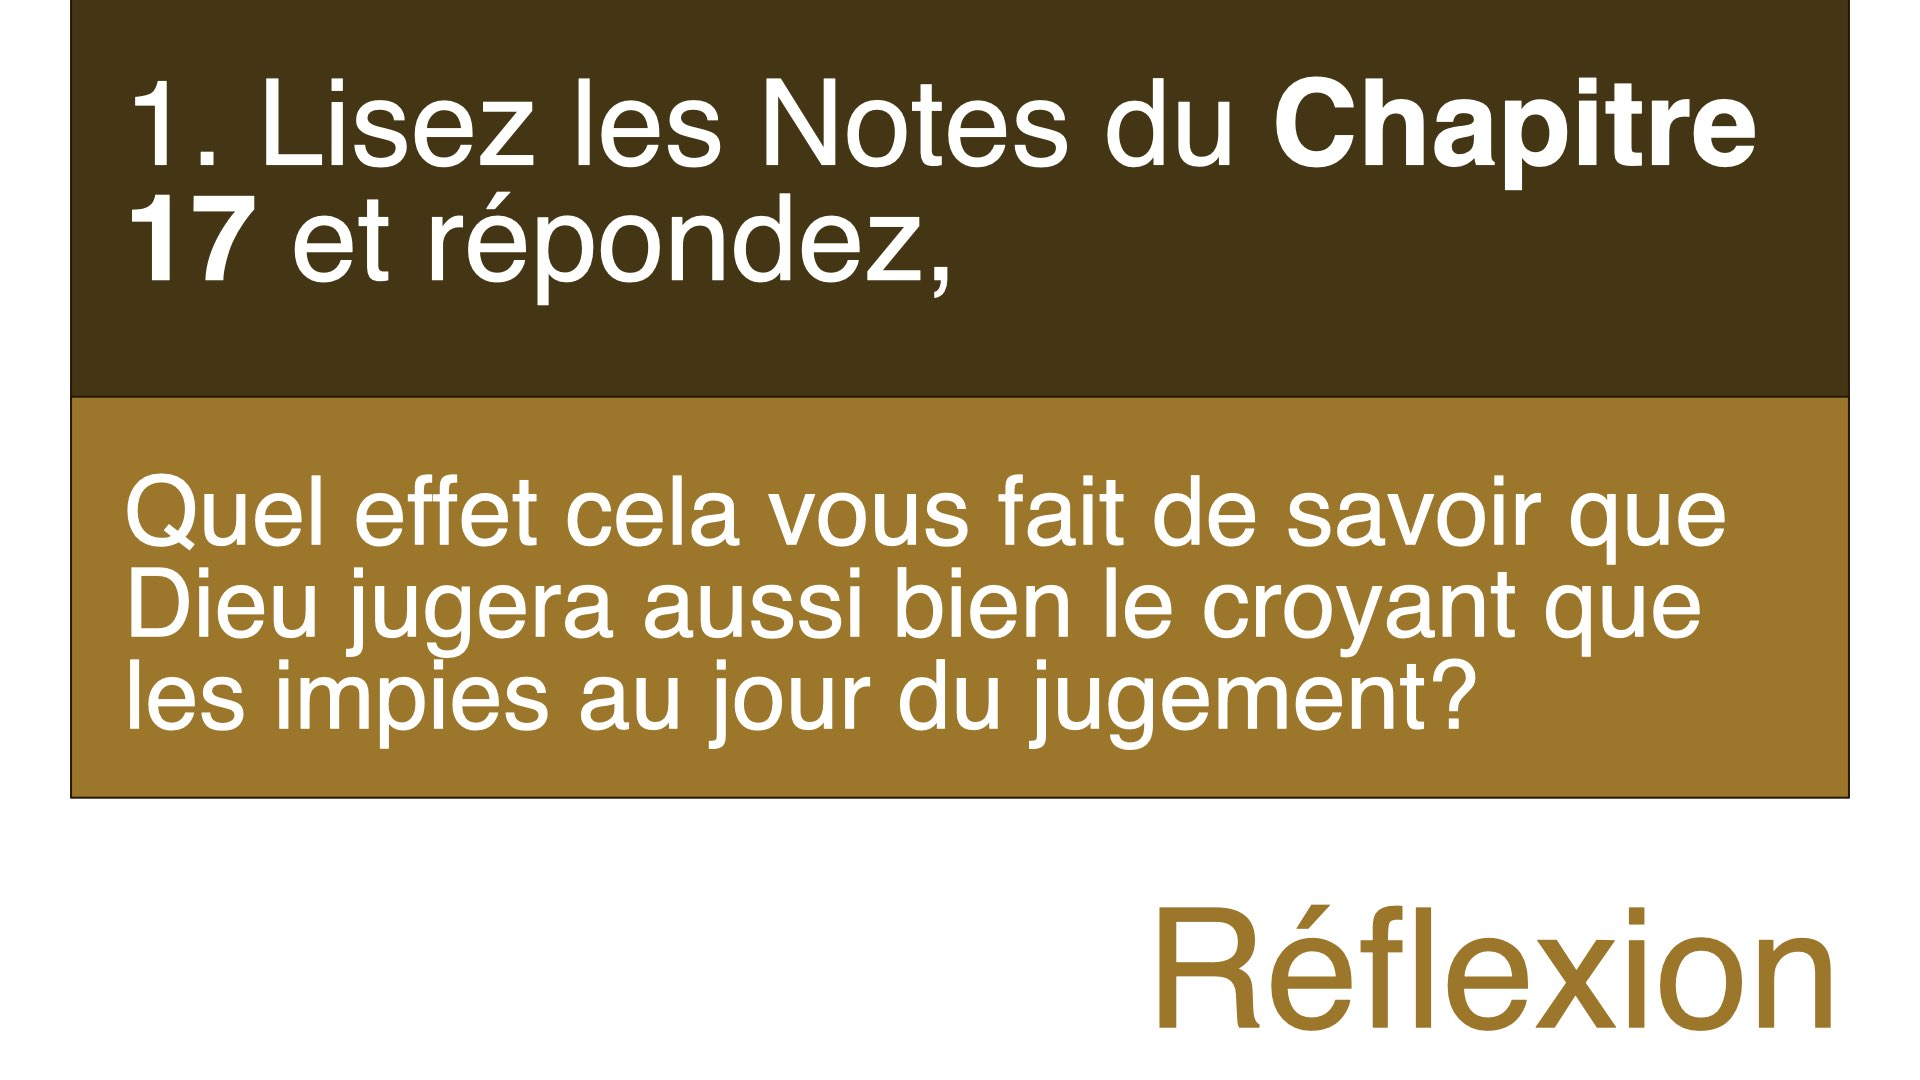 1. Lisez les Notes du Chapitre
17 et répondez,
Quel effet cela vous fait de savoir que
Dieu jugera aussi bien le croyant que
les impies au jour du jugement?
Réflexion